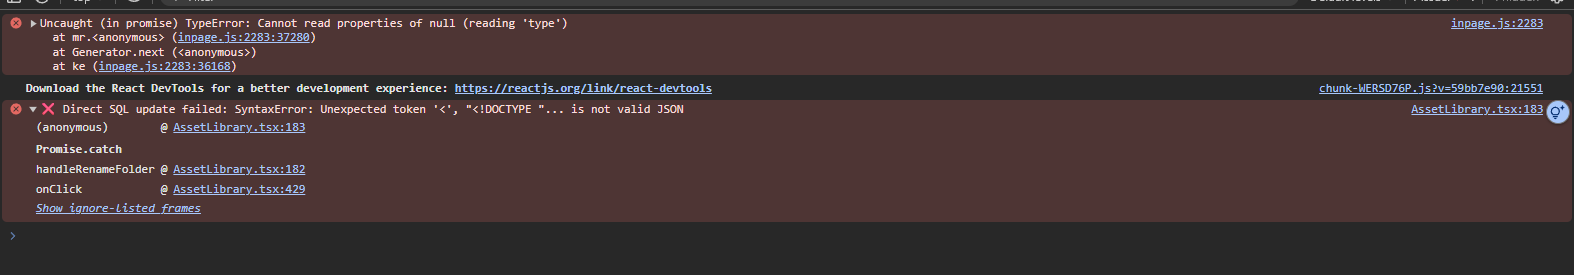 Uncaught (in promise) TypeError: Cannot read properties of null (reading 'type') inpage.js:2283
at mr.<anonymous> (inpage.js:2283:37280)
at Generator.next (<anonymous>)
at ke (inpage.js:2283:36168)
Download the React DevTools for a better development experience: https://reactjs.org/link/react-devtools chunk-WERSD76P.js?v=59bb7e90:21551
❌ Direct SQL update failed: SyntaxError: Unexpected token '<', "<!DOCTYPE "... is not valid JSON AssetLibrary.tsx:183
(anonymous) @ AssetLibrary.tsx:183
Promise.catch
handleRenameFolder @ AssetLibrary.tsx:182
onClick @ AssetLibrary.tsx:429
Show ignore-listed frames